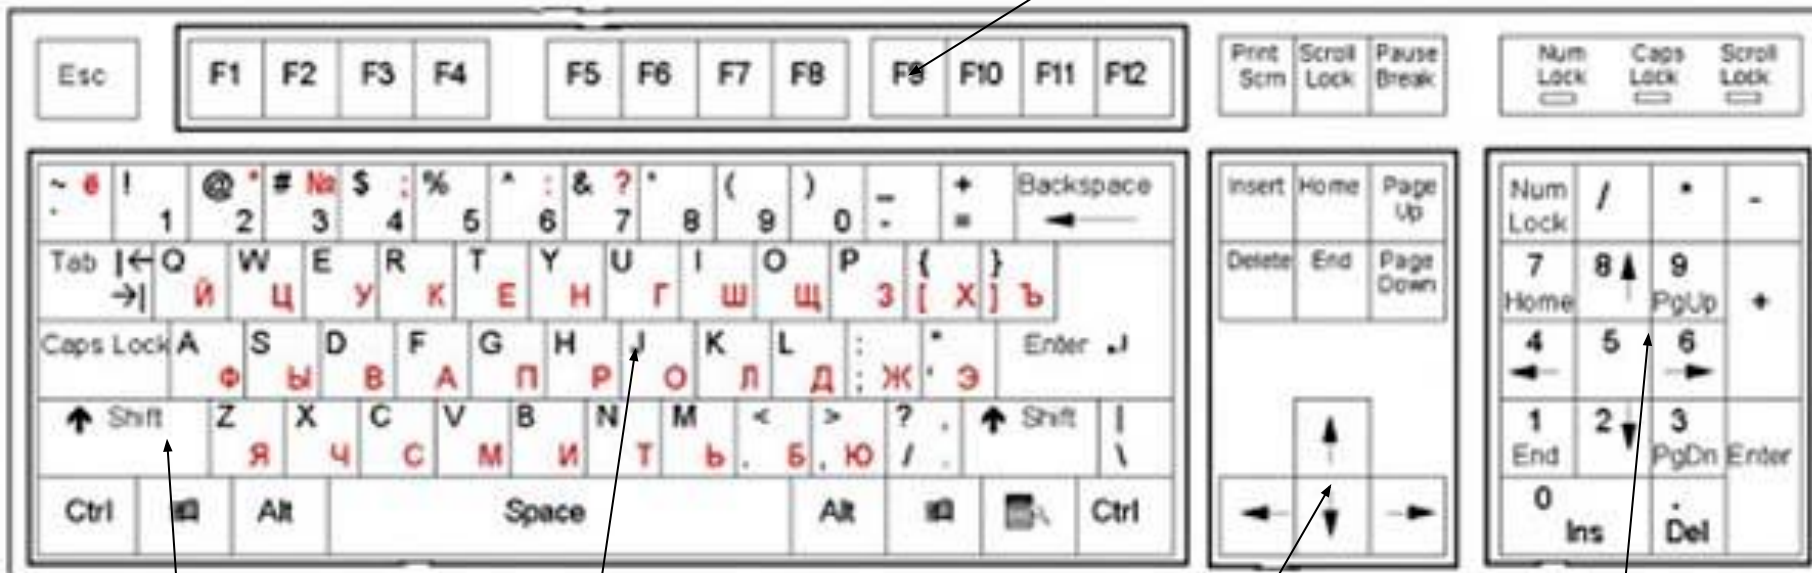 Esc F1 F2 F3 F4 F5 F6 F7 F8 F9 F10 F11 F12 Print Scrn Scroll Lock Pause Break Num Lock Caps Lock Scroll Lock
~ ё ` ! 1 @ " 2 # № 3 $ ; 4 % 5 ^ : 6 & ? 7 * 8 ( 9 ) 0 _ - + = Backspace Insert Home Page Up Num Lock / * -
Tab Q Й W Ц E У R К T Е Y Н U Г I Ш O Щ P З { [ Х } ] Ъ Delete End Page Down 7 Home 8 9 PgUp +
Caps Lock A Ф S Ы D В F А G П H Р J О K Л L Д : ; Ж " ' Э Enter 4 5 6
Shift Z Я X Ч C С V М B И N Т M Ь < , Б > . Ю ? / , . Shift | \ 1 End 2 3 PgDn Enter
Ctrl Alt Space Alt Ctrl 0 Ins . Del